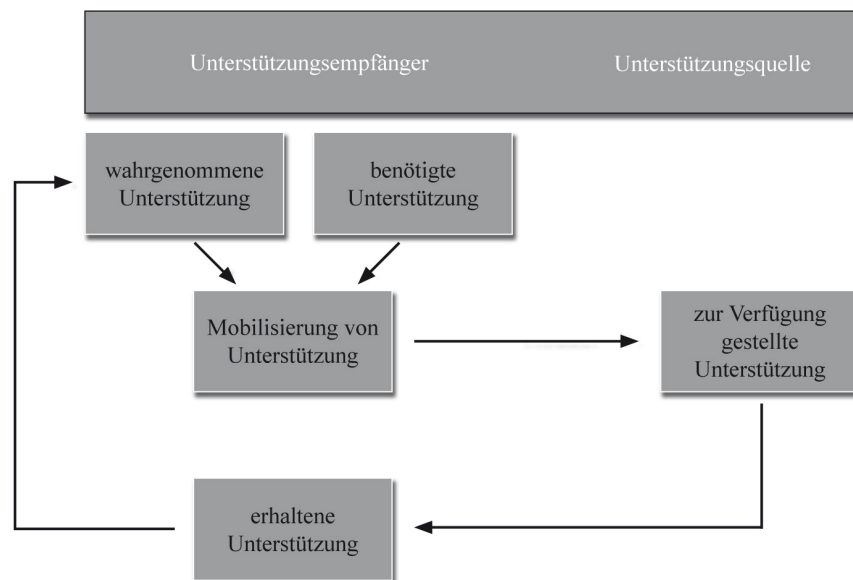 Unterstützungsempfänger
Unterstützungsquelle
wahrgenommene
Unterstützung
benötigte
Unterstützung
Mobilisierung von
Unterstützung
zur Verfügung
gestellte
Unterstützung
erhaltene
Unterstützung